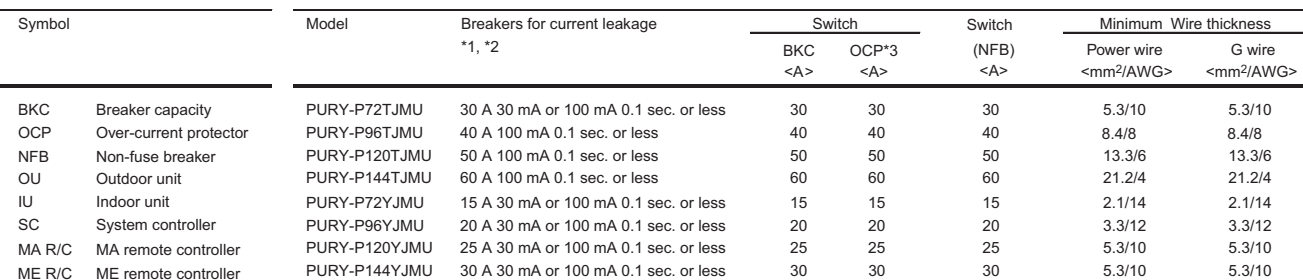 Symbol
BKC Breaker capacity
OCP Over-current protector
NFB Non-fuse breaker
OU Outdoor unit
IU Indoor unit
SC System controller
MA R/C MA remote controller
ME R/C ME remote controller
Model Breakers for current leakage Switch Switch Minimum Wire thickness
*1, *2 BKC OCP*3 (NFB) Power wire G wire
<A> <A> <A> <mm²/AWG> <mm²/AWG>
PURY-P72TJMU 30 A 30 mA or 100 mA 0.1 sec. or less 30 30 30 5.3/10 5.3/10
PURY-P96TJMU 40 A 100 mA 0.1 sec. or less 40 40 40 8.4/8 8.4/8
PURY-P120TJMU 50 A 100 mA 0.1 sec. or less 50 50 50 13.3/6 13.3/6
PURY-P144TJMU 60 A 100 mA 0.1 sec. or less 60 60 60 21.2/4 21.2/4
PURY-P72YJMU 15 A 30 mA or 100 mA 0.1 sec. or less 15 15 15 2.1/14 2.1/14
PURY-P96YJMU 20 A 30 mA or 100 mA 0.1 sec. or less 20 20 20 3.3/12 3.3/12
PURY-P120YJMU 25 A 30 mA or 100 mA 0.1 sec. or less 25 25 25 5.3/10 5.3/10
PURY-P144YJMU 30 A 30 mA or 100 mA 0.1 sec. or less 30 30 30 5.3/10 5.3/10